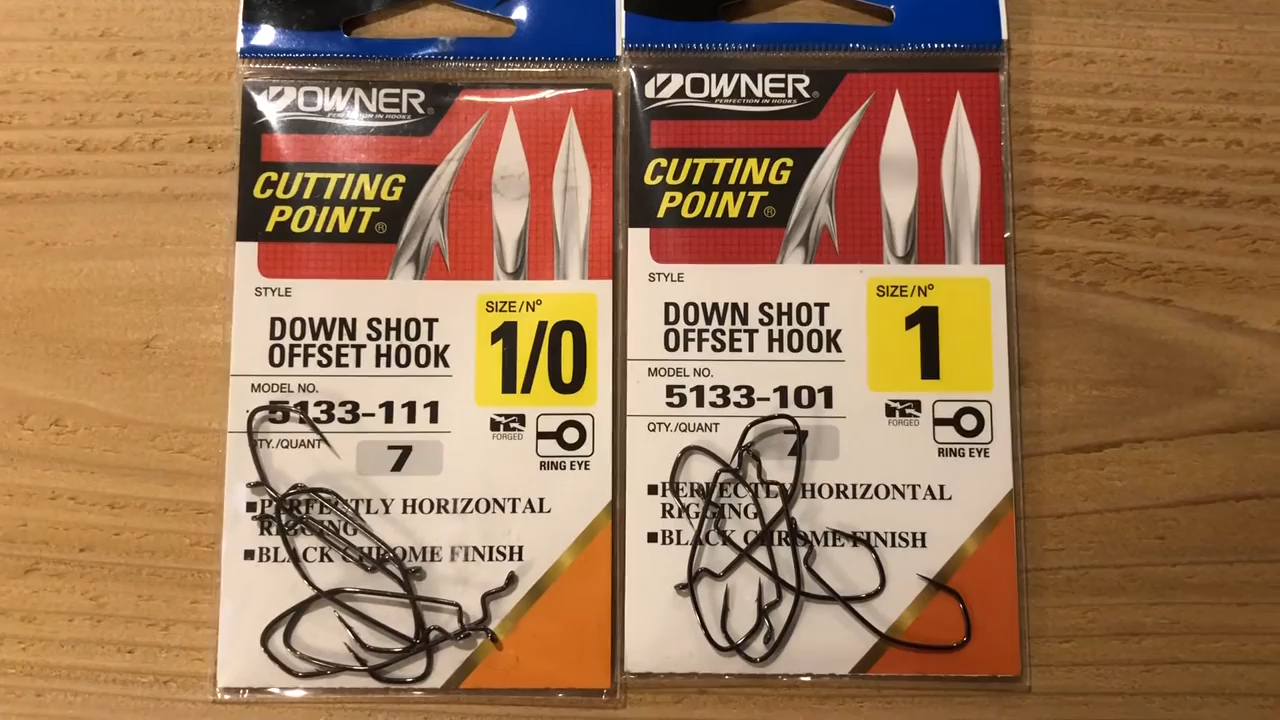 OWNER®
PERFECTION IN HOOKS
CUTTING
POINT®
STYLE
DOWN SHOT
OFFSET HOOK
SIZE/Nº
1/0
MODEL NO.
5133-111
QTY./QUANT
7
FORGED
RING EYE
■PERFECTLY HORIZONTAL
RIGGING
■BLACK CHROME FINISH
OWNER®
PERFECTION IN HOOKS
CUTTING
POINT®
STYLE
DOWN SHOT
OFFSET HOOK
SIZE/Nº
1
MODEL NO.
5133-101
QTY./QUANT
7
FORGED
RING EYE
■PERFECTLY HORIZONTAL
RIGGING
■BLACK CHROME FINISH